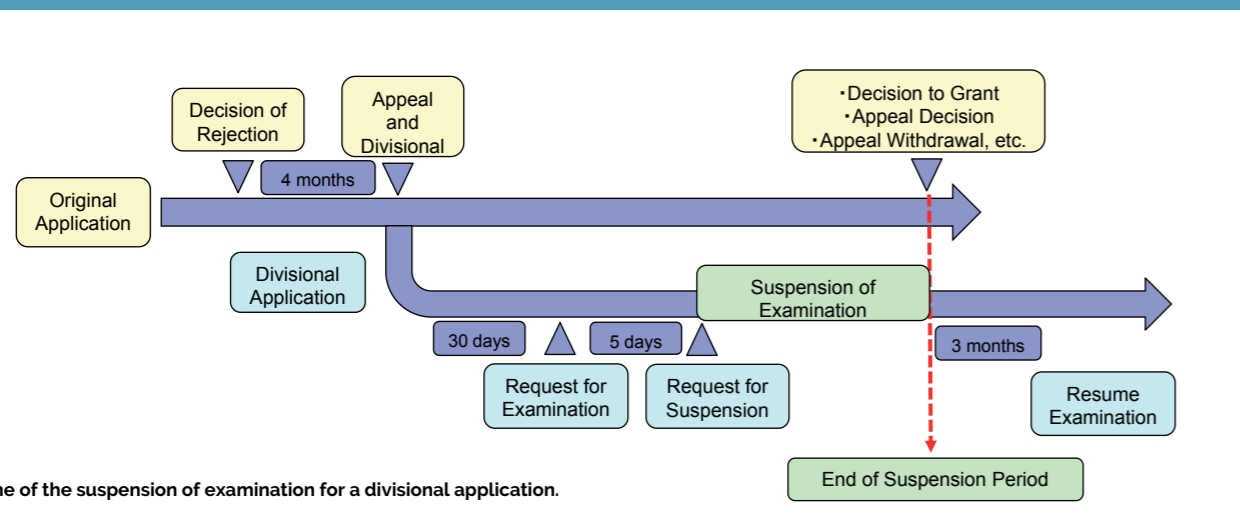 Decision of
Rejection
Appeal
and
Divisional
・Decision to Grant
・Appeal Decision
・Appeal Withdrawal, etc.
4 months
Original
Application
Divisional
Application
Suspension of
Examination
30 days
5 days
3 months
Request for
Examination
Request for
Suspension
Resume
Examination
End of Suspension Period
of the suspension of examination for a divisional application.